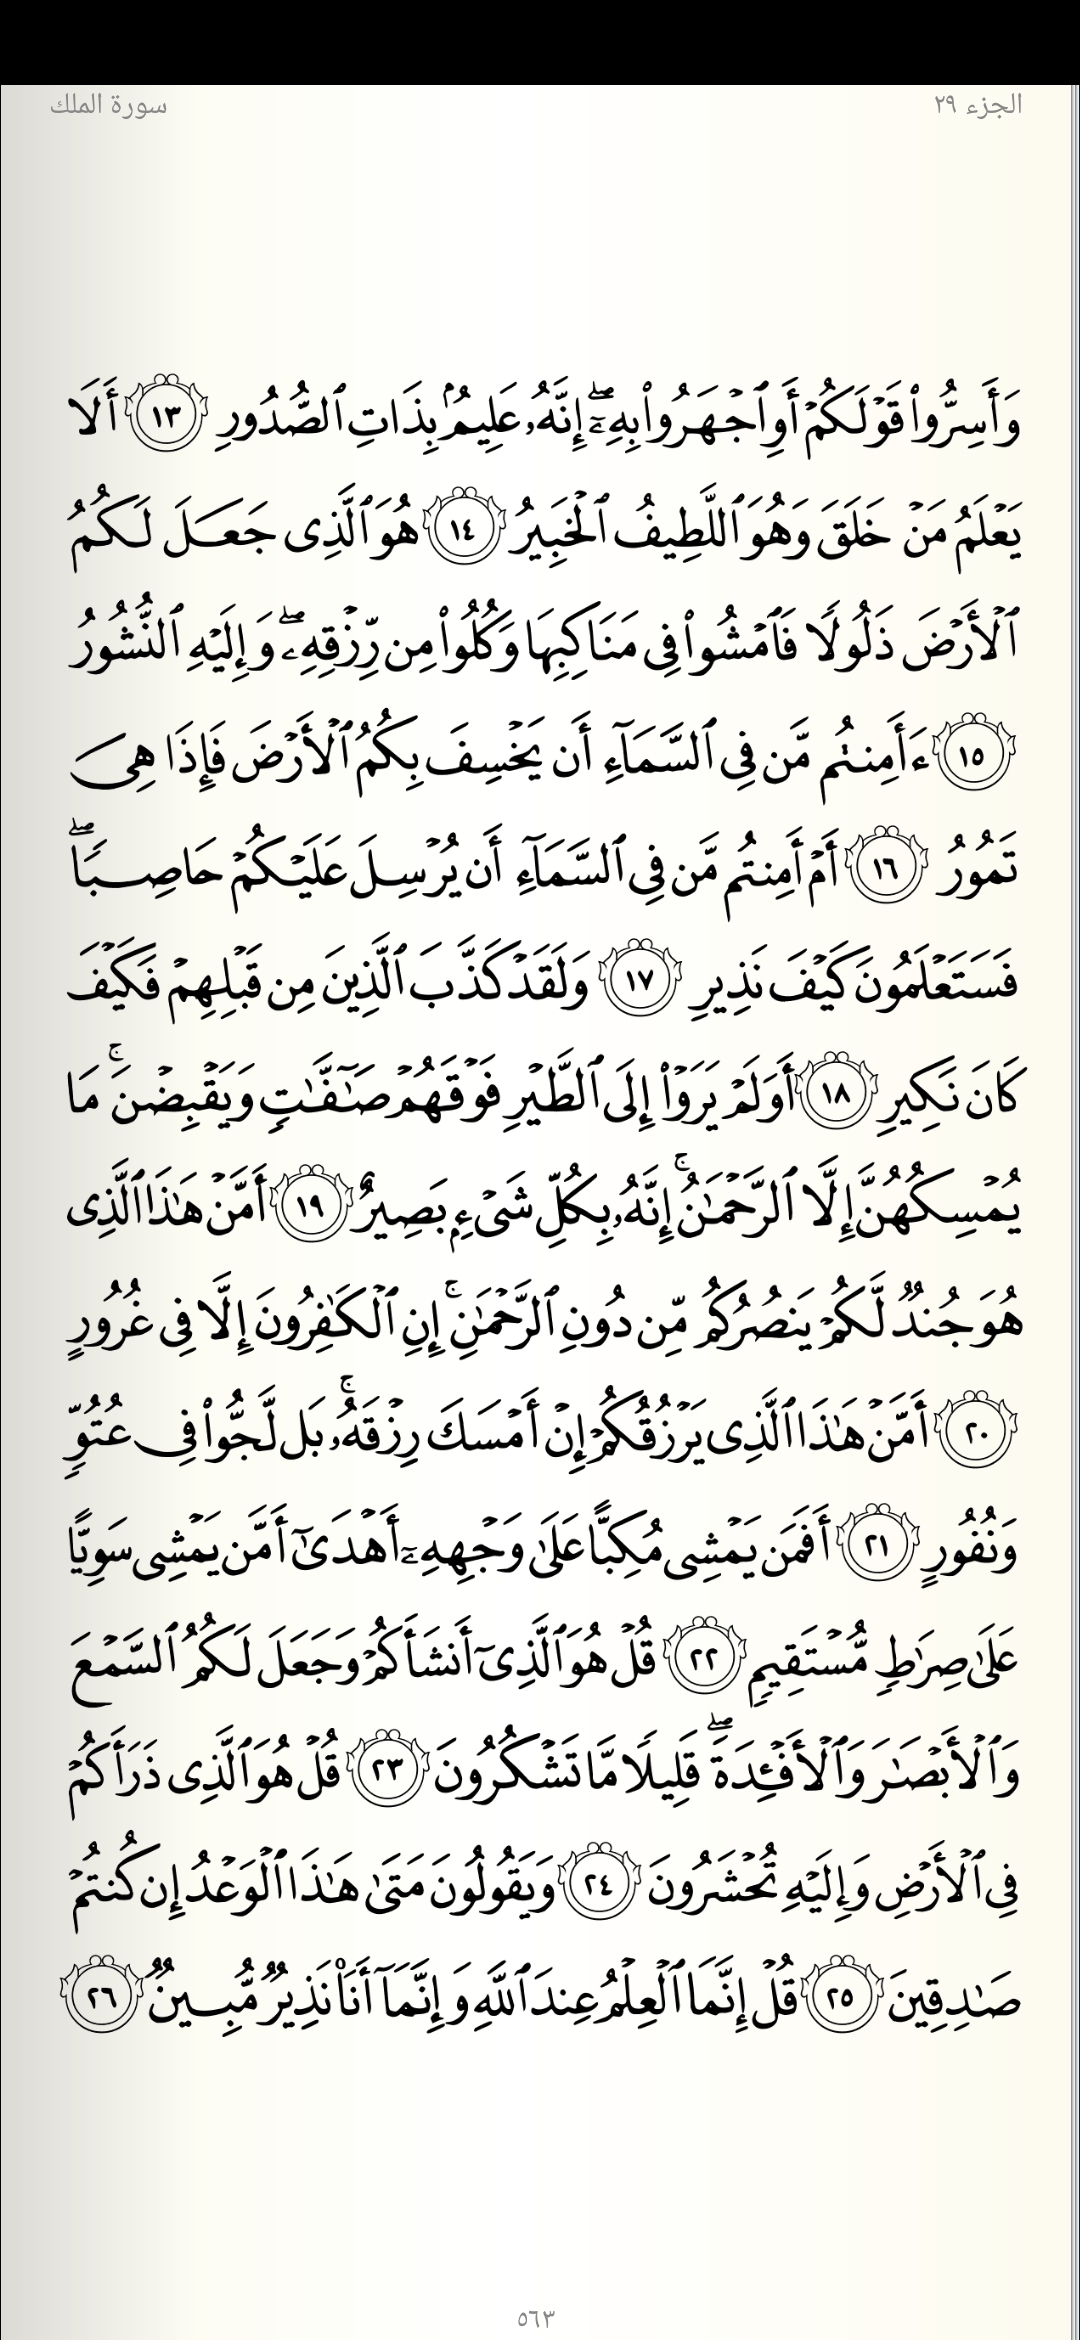 الجزء ٢٩
سورة الملك
وَأَسِرُّوا۟ قَوْلَكُمْ أَوِ ٱجْهَرُوا۟ بِهِۦٓ ۖ إِنَّهُۥ عَلِيمٌۢ بِذَاتِ ٱلصُّدُورِ ١٣ أَلَا
يَعْلَمُ مَنْ خَلَقَ وَهُوَ ٱللَّطِيفُ ٱلْخَبِيرُ ١٤ هُوَ ٱلَّذِى جَعَلَ لَكُمُ
ٱلْأَرْضَ ذَلُولًا فَٱمْشُوا۟ فِى مَنَاكِبِهَا وَكُلُوا۟ مِن رِّزْقِهِۦ ۖ وَإِلَيْهِ ٱلنُّشُورُ
١٥ ءَأَمِنتُم مَّن فِى ٱلسَّمَآءِ أَن يَخْسِفَ بِكُمُ ٱلْأَرْضَ فَإِذَا هِىَ
تَمُورُ ١٦ أَمْ أَمِنتُم مَّن فِى ٱلسَّمَآءِ أَن يُرْسِلَ عَلَيْكُمْ حَاصِبًا ۖ
فَسَتَعْلَمُونَ كَيْفَ نَذِيرِ ١٧ وَلَقَدْ كَذَّبَ ٱلَّذِينَ مِن قَبْلِهِمْ فَكَيْفَ
كَانَ نَكِيرِ ١٨ أَوَلَمْ يَرَوْا۟ إِلَى ٱلطَّيْرِ فَوْقَهُمْ صَٰٓفَّٰتٍ وَيَقْبِضْنَ ۚ مَا
يُمْسِكُهُنَّ إِلَّا ٱلرَّحْمَٰنُ ۚ إِنَّهُۥ بِكُلِّ شَىْءٍۭ بَصِيرٌ ١٩ أَمَّنْ هَٰذَا ٱلَّذِى
هُوَ جُندٌ لَّكُمْ يَنصُرُكُم مِّن دُونِ ٱلرَّحْمَٰنِ ۚ إِنِ ٱلْكَٰفِرُونَ إِلَّا فِى غُرُورٍ
٢٠ أَمَّنْ هَٰذَا ٱلَّذِى يَرْزُقُكُمْ إِنْ أَمْسَكَ رِزْقَهُۥ ۚ بَل لَّجُّوا۟ فِى عُتُوٍّ
وَنُفُورٍ ٢١ أَفَمَن يَمْشِى مُكِبًّا عَلَىٰ وَجْهِهِۦٓ أَهْدَىٰٓ أَمَّن يَمْشِى سَوِيًّا
عَلَىٰ صِرَٰطٍ مُّسْتَقِيمٍ ٢٢ قُلْ هُوَ ٱلَّذِىٓ أَنشَأَكُمْ وَجَعَلَ لَكُمُ ٱلسَّمْعَ
وَٱلْأَبْصَٰرَ وَٱلْأَفْـِٔدَةَ ۖ قَلِيلًا مَّا تَشْكُرُونَ ٢٣ قُلْ هُوَ ٱلَّذِى ذَرَأَكُمْ
فِى ٱلْأَرْضِ وَإِلَيْهِ تُحْشَرُونَ ٢٤ وَيَقُولُونَ مَتَىٰ هَٰذَا ٱلْوَعْدُ إِن كُنتُمْ
صَٰدِقِينَ ٢٥ قُلْ إِنَّمَا ٱلْعِلْمُ عِندَ ٱللَّهِ وَإِنَّمَآ أَنَا۠ نَذِيرٌ مُّبِينٌ ٢٦
٥٦٣